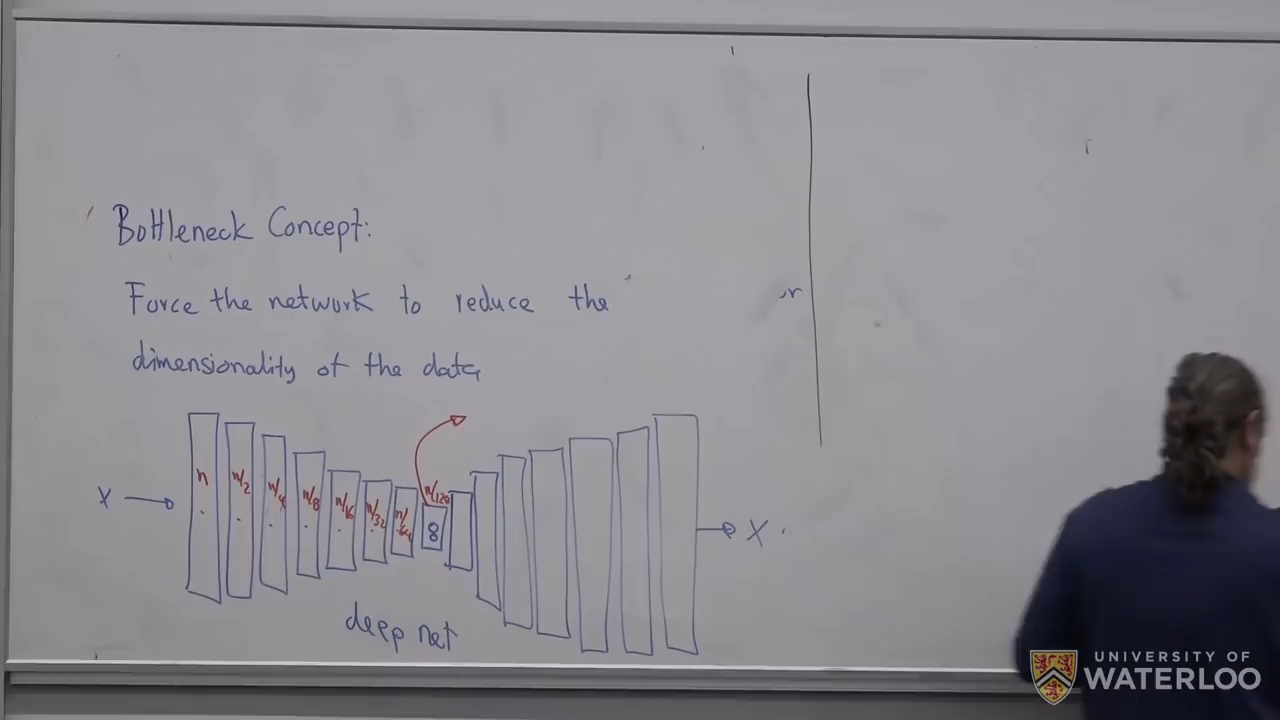 Bottleneck Concept:
Force the network to reduce the
dimensionality of the data
or
X → n n/2 n/4 n/8 n/16 n/32 n/64 n/128 8 → X
deep net
UNIVERSITY OF
WATERLOO